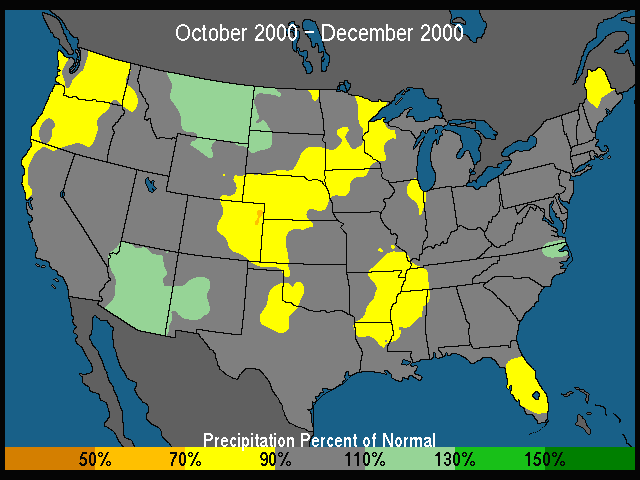 October 2000 - December 2000
Precipitation Percent of Normal
50% 70% 90% 110% 130% 150%